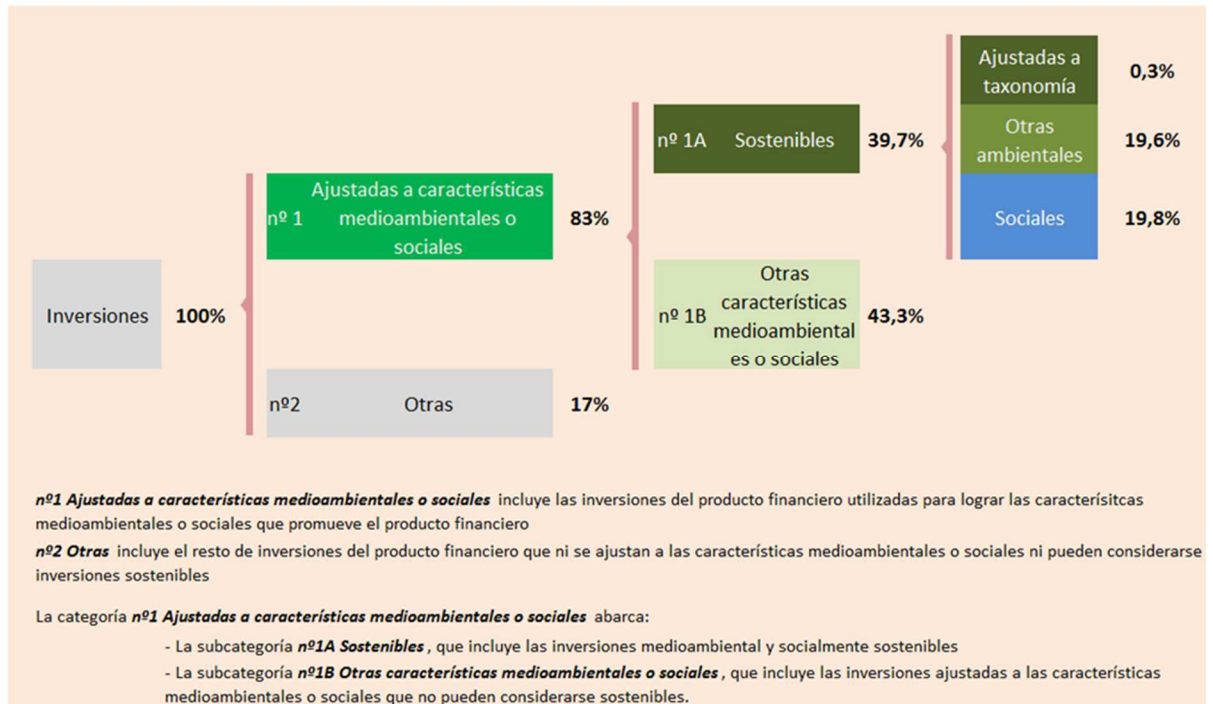 Ajustadas a
taxonomía
0,3%
nº 1A Sostenibles 39,7%
Otras
ambientales
19,6%
nº 1
Ajustadas a características
medioambientales o
sociales
83%
Sociales 19,8%
Inversiones 100%
nº 1B
Otras
características
medioambiental
es o sociales
43,3%
nº2 Otras 17%
nº1 Ajustadas a características medioambientales o sociales incluye las inversiones del producto financiero utilizadas para lograr las caracterísitcas
medioambientales o sociales que promueve el producto financiero
nº2 Otras incluye el resto de inversiones del producto financiero que ni se ajustan a las características medioambientales o sociales ni pueden considerarse
inversiones sostenibles
La categoría nº1 Ajustadas a características medioambientales o sociales abarca:
- La subcategoría nº1A Sostenibles, que incluye las inversiones medioambiental y socialmente sostenibles
- La subcategoría nº1B Otras características medioambientales o sociales, que incluye las inversiones ajustadas a las características
medioambientales o sociales que no pueden considerarse sostenibles.